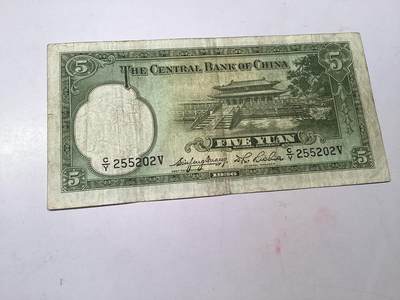 5 THE CENTRAL BANK OF CHINA 5
FIVE YUAN
C/Y 255202V C/Y 255202V
5 5